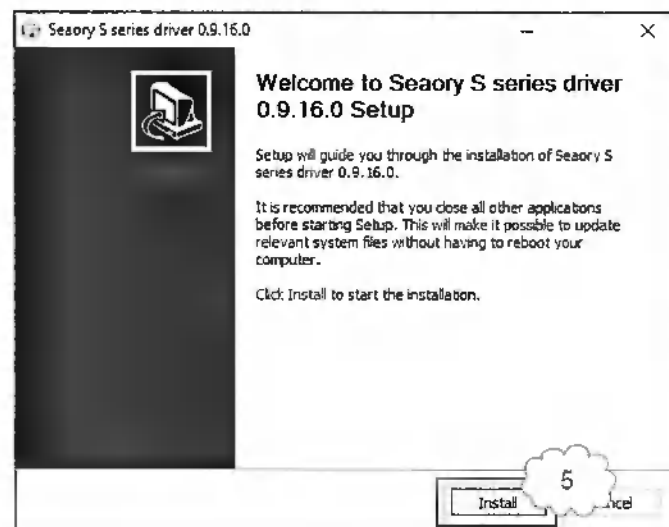 Seaory S series driver 0.9.16.0
Welcome to Seaory S series driver
0.9.16.0 Setup
Setup will guide you through the installation of Seaory S
series driver 0.9.16.0.
It is recommended that you close all other applications
before starting Setup. This will make it possible to update
relevant system files without having to reboot your
computer.
Click Install to start the installation.
5
Install